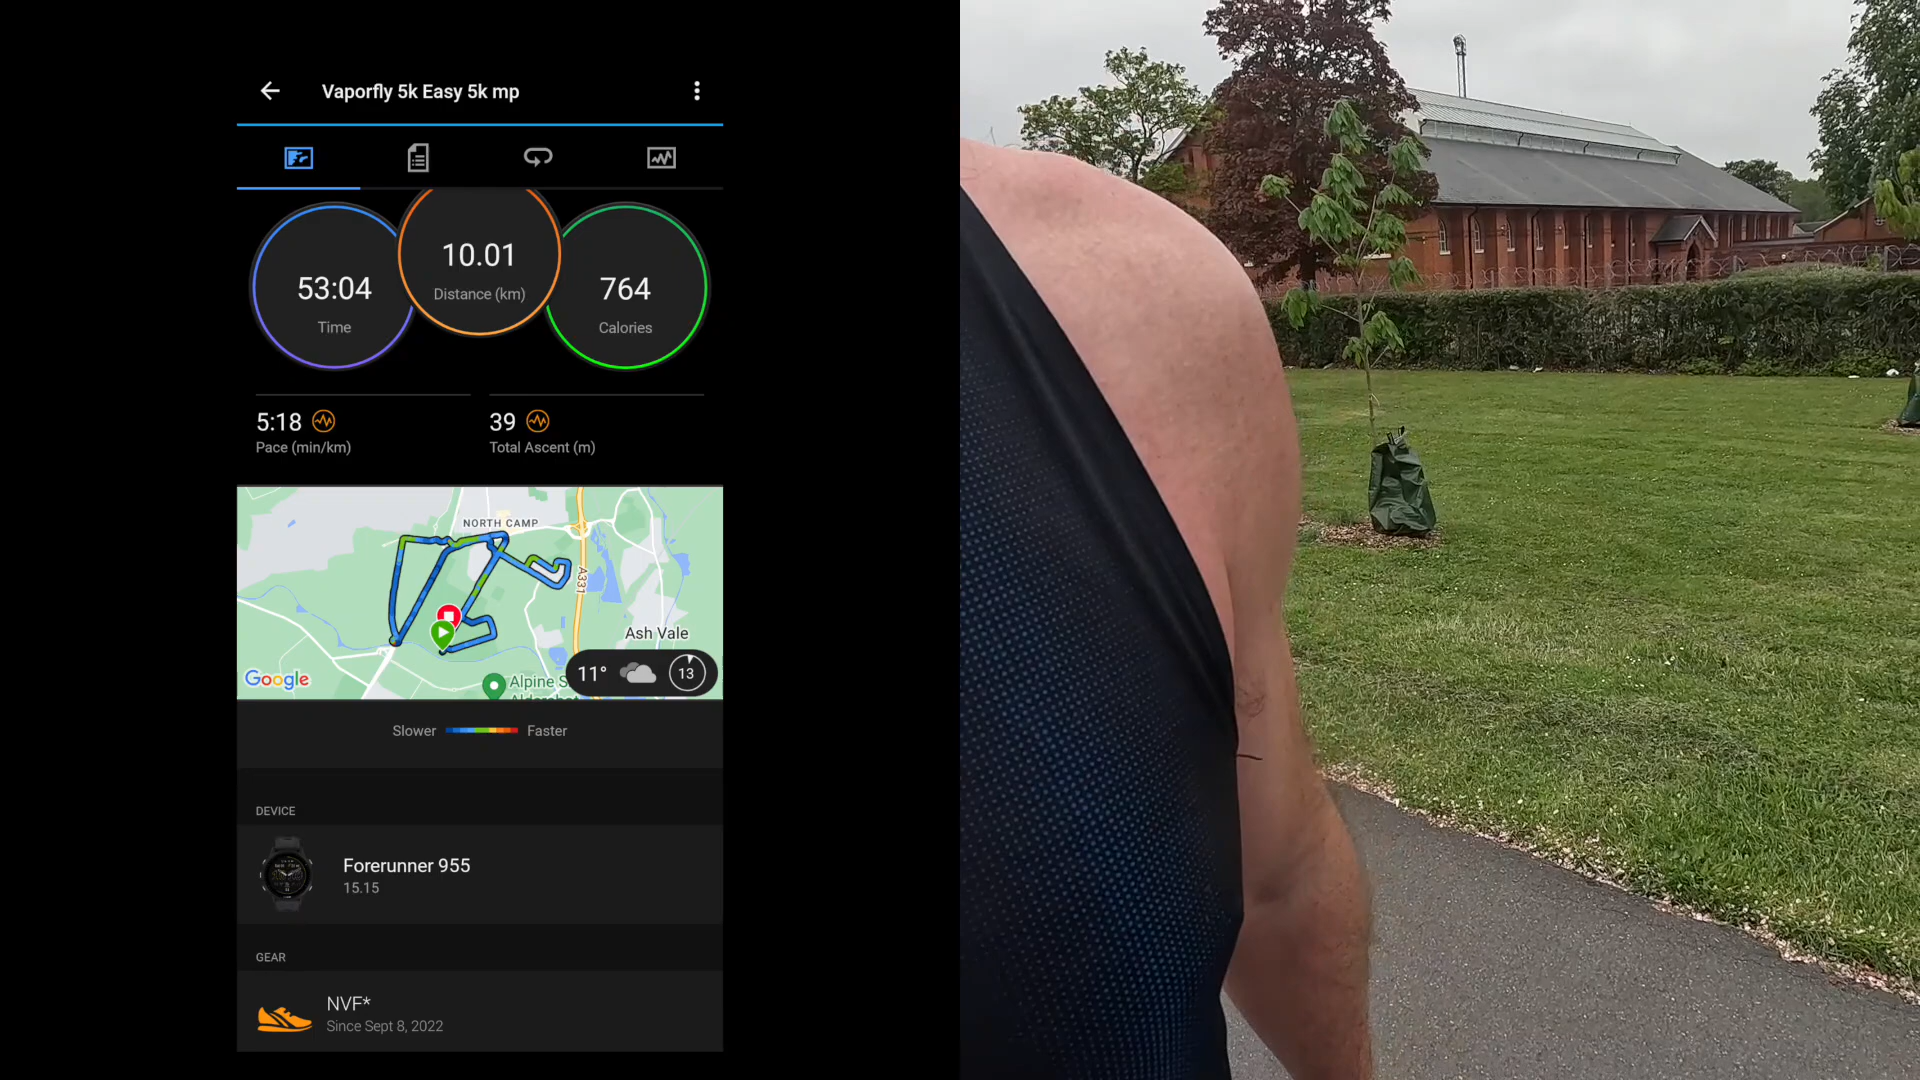 Vaporfly 5k Easy 5k mp
53:04
Time
10.01
Distance (km)
764
Calories
5:18
Pace (min/km)
39
Total Ascent (m)
NORTH CAMP
A331
Ash Vale
11°
13
Google
Alpine S
Slower
Faster
DEVICE
Forerunner 955
15.15
GEAR
NVF*
Since Sept 8, 2022